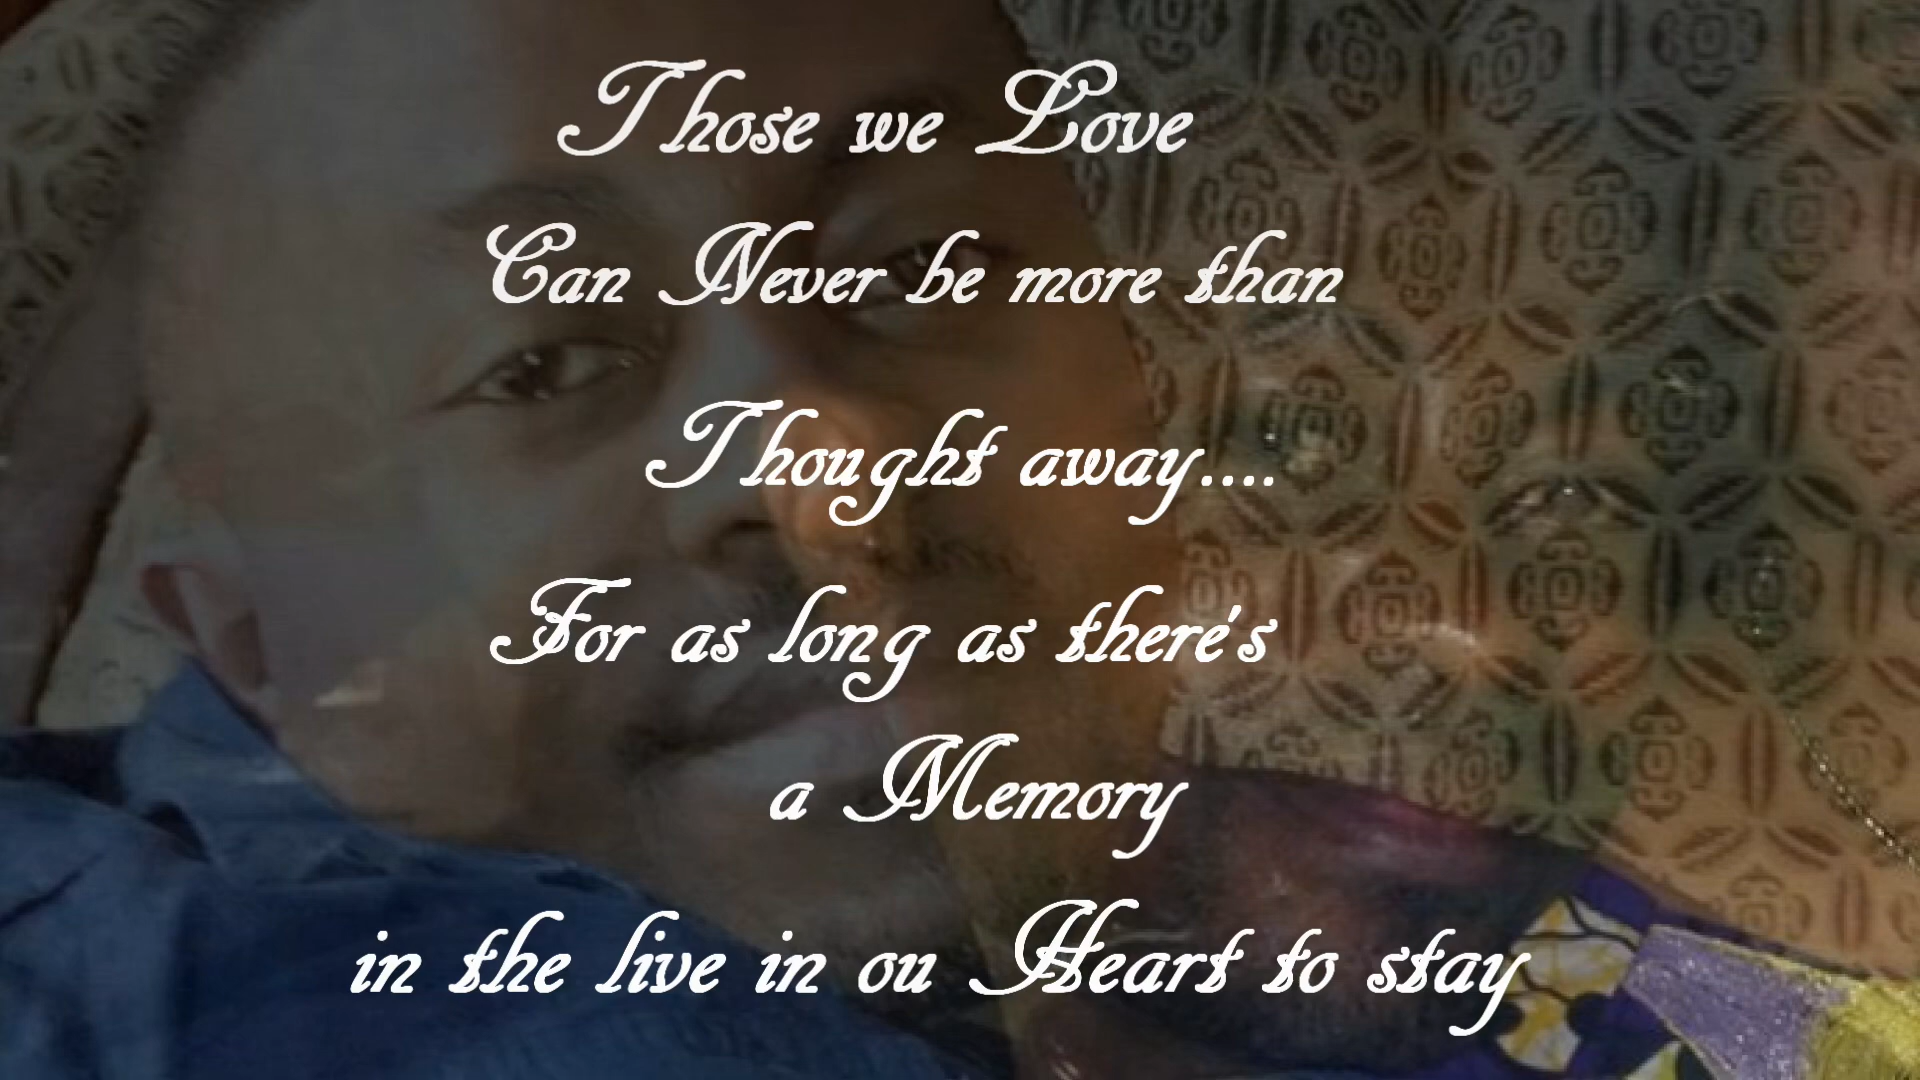 Those we Love
Can Never be more than
Thought away....
For as long as there's
a Memory
in the live in ou Heart to stay